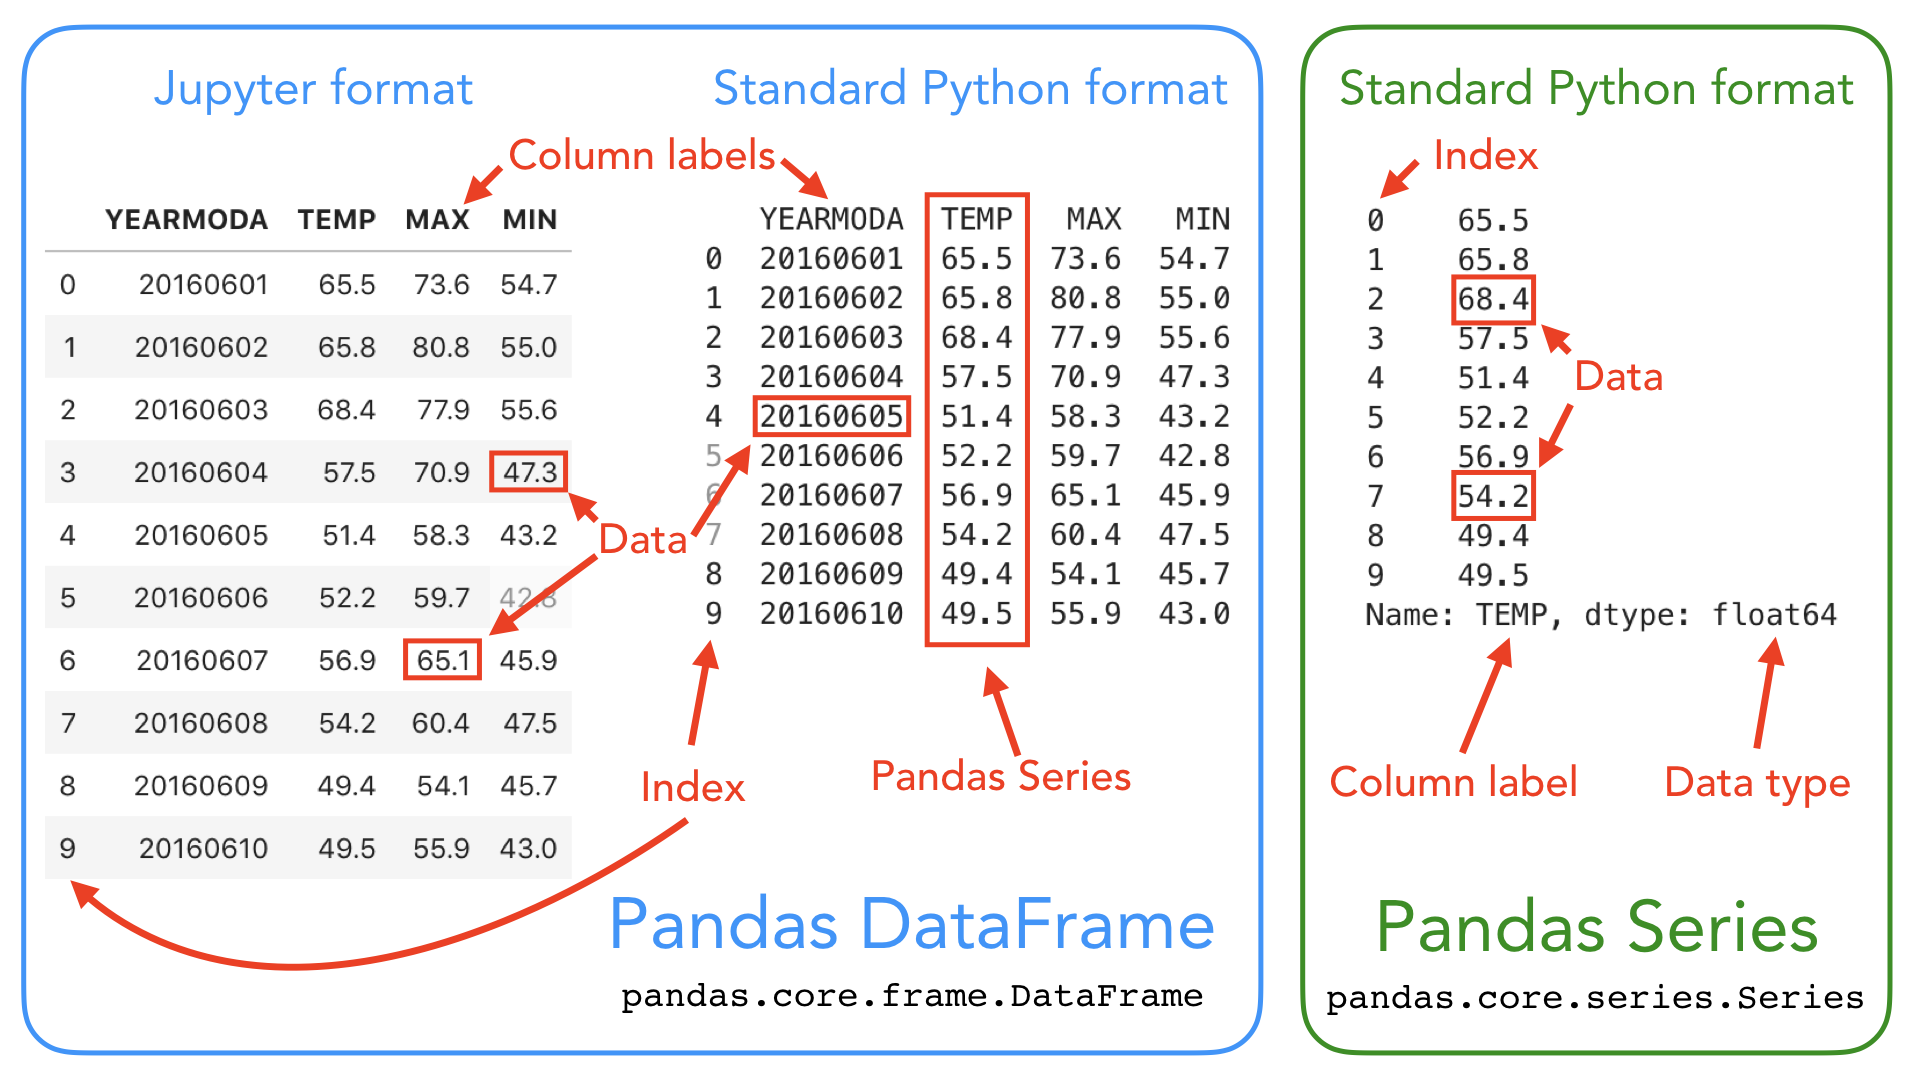 Jupyter format
Standard Python format
Column labels
YEARMODA TEMP MAX MIN
0 20160601 65.5 73.6 54.7
1 20160602 65.8 80.8 55.0
2 20160603 68.4 77.9 55.6
3 20160604 57.5 70.9 47.3
4 20160605 51.4 58.3 43.2
5 20160606 52.2 59.7 42.8
6 20160607 56.9 65.1 45.9
7 20160608 54.2 60.4 47.5
8 20160609 49.4 54.1 45.7
9 20160610 49.5 55.9 43.0
Data
Index
YEARMODA TEMP MAX MIN
0 20160601 65.5 73.6 54.7
1 20160602 65.8 80.8 55.0
2 20160603 68.4 77.9 55.6
3 20160604 57.5 70.9 47.3
4 20160605 51.4 58.3 43.2
5 20160606 52.2 59.7 42.8
6 20160607 56.9 65.1 45.9
7 20160608 54.2 60.4 47.5
8 20160609 49.4 54.1 45.7
9 20160610 49.5 55.9 43.0
Pandas Series
Pandas DataFrame
pandas.core.frame.DataFrame
Standard Python format
Index
0 65.5
1 65.8
2 68.4
3 57.5
4 51.4
5 52.2
6 56.9
7 54.2
8 49.4
9 49.5
Name: TEMP, dtype: float64
Data
Column label
Data type
Pandas Series
pandas.core.series.Series